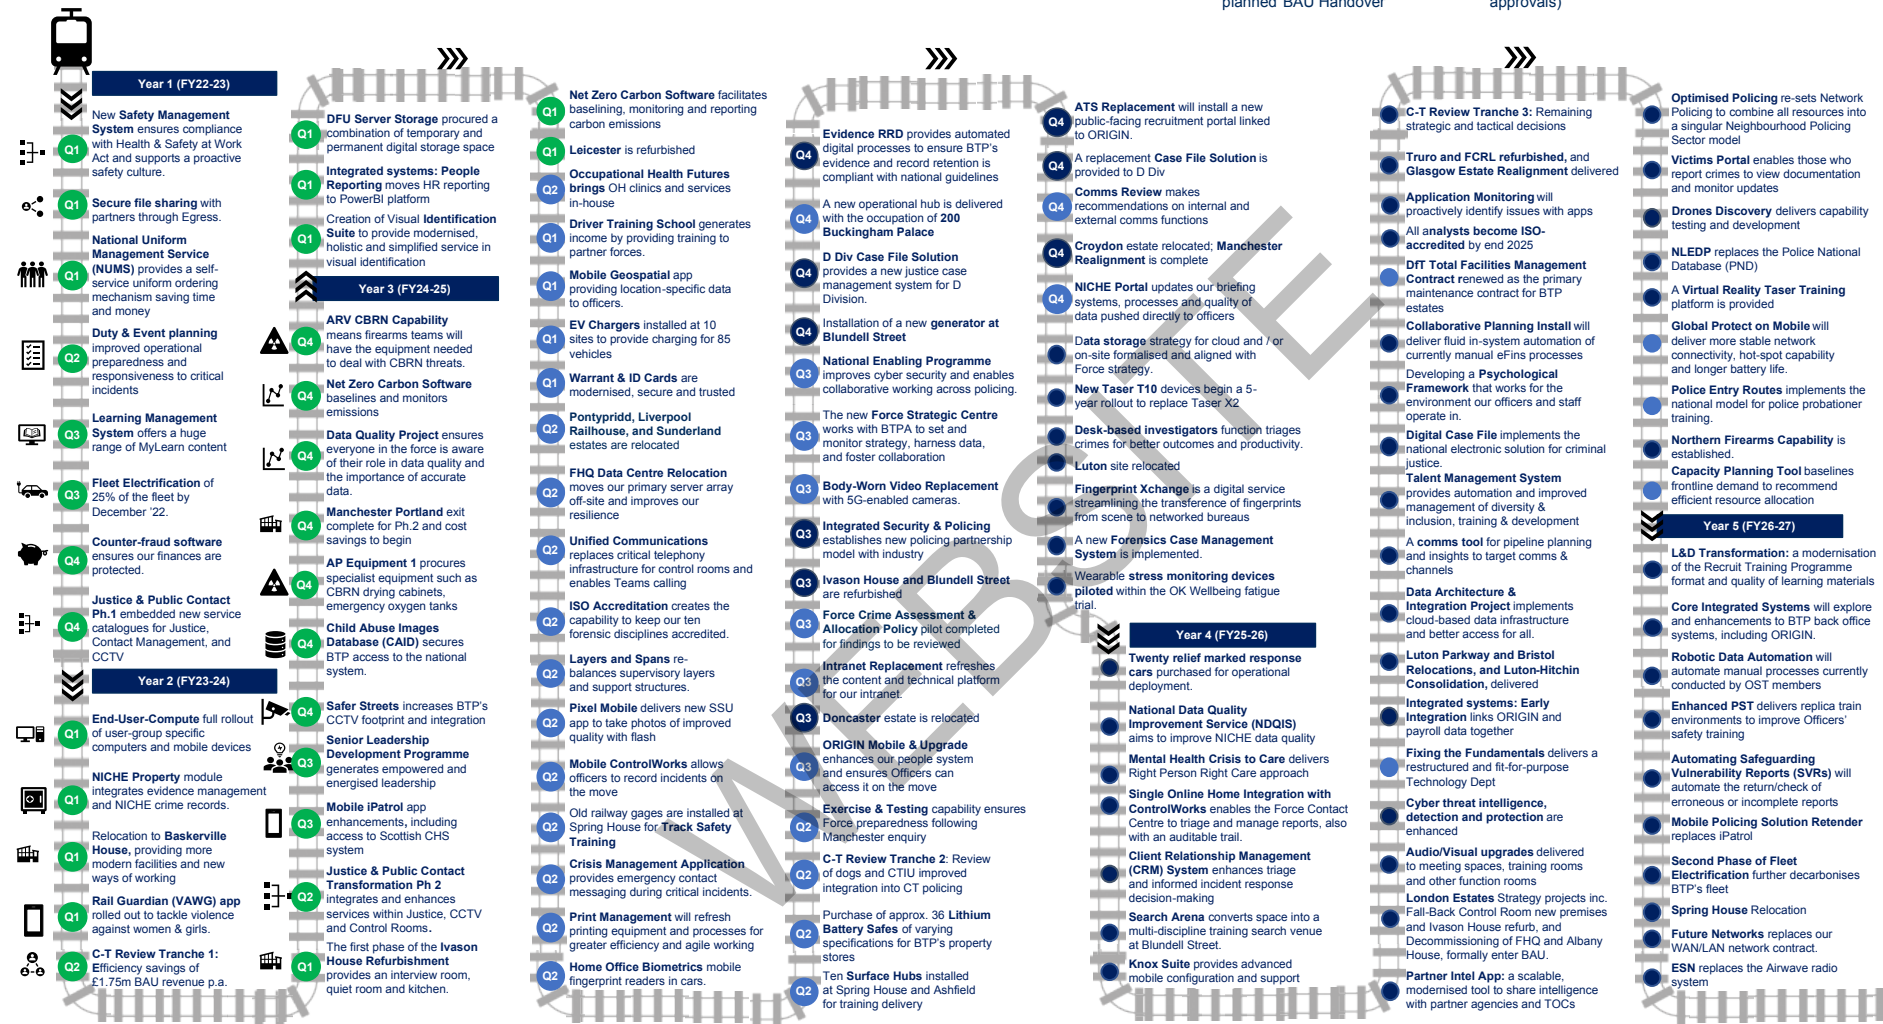 planned BAU Handover
approvals)
Year 1 (FY22-23)
New Safety Management
System ensures compliance
with Health & Safety at Work
Act and supports a proactive
safety culture.
Q1
Secure file sharing with
partners through Egress.
Q1
National Uniform
Management Service
(NUMS) provides a self-
service uniform ordering
mechanism saving time
and money
Q1
Duty & Event planning
improved operational
preparedness and
responsiveness to critical
incidents
Q2
Learning Management
System offers a huge
range of MyLearn content
Q3
Fleet Electrification of
25% of the fleet by
December '22.
Q3
Counter-fraud software
ensures our finances are
protected.
Q4
Justice & Public Contact
Ph.1 embedded new service
catalogues for Justice,
Contact Management, and
CCTV
Q4
Year 2 (FY23-24)
End-User-Compute full rollout
of user-group specific
computers and mobile devices
Q1
NICHE Property module
integrates evidence management
and NICHE crime records.
Q1
Relocation to Baskerville
House, providing more
modern facilities and new
ways of working
Q1
Rail Guardian (VAWG) app
rolled out to tackle violence
against women & girls.
Q1
C-T Review Tranche 1:
Efficiency savings of
£1.75m BAU revenue p.a.
Q2
DFU Server Storage procured a
combination of temporary and
permanent digital storage space
Q1
Integrated systems: People
Reporting moves HR reporting
to PowerBI platform
Q1
Creation of Visual Identification
Suite to provide modernised,
holistic and simplified service in
visual identification
Q1
Year 3 (FY24-25)
ARV CBRN Capability
means firearms teams will
have the equipment needed
to deal with CBRN threats.
Q4
Net Zero Carbon Software
baselines and monitors
emissions
Q4
Data Quality Project ensures
everyone in the force is aware
of their role in data quality and
the importance of accurate
data.
Q4
Manchester Portland exit
complete for Ph.2 and cost
savings to begin
Q4
AP Equipment 1 procures
specialist equipment such as
CBRN drying cabinets,
emergency oxygen tanks
Q4
Child Abuse Images
Database (CAID) secures
BTP access to the national
system.
Q4
Safer Streets increases BTP's
CCTV footprint and integration
Q4
Senior Leadership
Development Programme
generates empowered and
energised leadership
Q3
Mobile iPatrol app
enhancements, including
access to Scottish CHS
system
Q3
Justice & Public Contact
Transformation Ph 2
integrates and enhances
services within Justice, CCTV
and Control Rooms.
Q2
The first phase of the Ivason
House Refurbishment
provides an interview room,
quiet room and kitchen.
Q1
Net Zero Carbon Software facilitates
baselining, monitoring and reporting
carbon emissions
Q1
Leicester is refurbished
Q1
Occupational Health Futures
brings OH clinics and services
in-house
Q2
Driver Training School generates
income by providing training to
partner forces.
Q1
Mobile Geospatial app
providing location-specific data
to officers.
Q1
EV Chargers installed at 10
sites to provide charging for 85
vehicles
Q1
Warrant & ID Cards are
modernised, secure and trusted
Q1
Pontypridd, Liverpool
Railhouse, and Sunderland
estates are relocated
Q2
FHQ Data Centre Relocation
moves our primary server array
off-site and improves our
resilience
Q2
Unified Communications
replaces critical telephony
infrastructure for control rooms and
enables Teams calling
Q2
ISO Accreditation creates the
capability to keep our ten
forensic disciplines accredited.
Q2
Layers and Spans re-
balances supervisory layers
and support structures.
Q2
Pixel Mobile delivers new SSU
app to take photos of improved
quality with flash
Q2
Mobile ControlWorks allows
officers to record incidents on
the move
Q2
Old railway gages are installed at
Spring House for Track Safety
Training
Q2
Crisis Management Application
provides emergency contact
messaging during critical incidents.
Q2
Print Management will refresh
printing equipment and processes for
greater efficiency and agile working
Q2
Home Office Biometrics mobile
fingerprint readers in cars.
Q2
Evidence RRD provides automated
digital processes to ensure BTP's
evidence and record retention is
compliant with national guidelines
Q4
A new operational hub is delivered
with the occupation of 200
Buckingham Palace
Q4
D Div Case File Solution
provides a new justice case
management system for D
Division.
Q4
Installation of a new generator at
Blundell Street
Q4
National Enabling Programme
improves cyber security and enables
collaborative working across policing.
Q3
The new Force Strategic Centre
works with BTPA to set and
monitor strategy, harness data,
and foster collaboration
Q3
Body-Worn Video Replacement
with 5G-enabled cameras.
Q3
Integrated Security & Policing
establishes new policing partnership
model with industry
Q3
Ivason House and Blundell Street
are refurbished
Q3
Force Crime Assessment &
Allocation Policy pilot completed
for findings to be reviewed
Q3
Intranet Replacement refreshes
the content and technical platform
for our intranet.
Q3
Doncaster estate is relocated
Q3
ORIGIN Mobile & Upgrade
enhances our people system
and ensures Officers can
access it on the move
Q3
Exercise & Testing capability ensures
Force preparedness following
Manchester enquiry
Q2
C-T Review Tranche 2: Review
of dogs and CTIU improved
integration into CT policing
Q2
Purchase of approx. 36 Lithium
Battery Safes of varying
specifications for BTP's property
stores
Q2
Ten Surface Hubs installed
at Spring House and Ashfield
for training delivery
Q2
ATS Replacement will install a new
public-facing recruitment portal linked
to ORIGIN.
Q4
A replacement Case File Solution is
provided to D Div
Q4
Comms Review makes
recommendations on internal and
external comms functions
Q4
Croydon estate relocated; Manchester
Realignment is complete
Q4
NICHE Portal updates our briefing
systems, processes and quality of
data pushed directly to officers
Q4
Data storage strategy for cloud and / or
on-site formalised and aligned with
Force strategy.
New Taser T10 devices begin a 5-
year rollout to replace Taser X2
Desk-based investigators function triages
crimes for better outcomes and productivity.
Luton site relocated
Fingerprint Xchange is a digital service
streamlining the transference of fingerprints
from scene to networked bureaus
A new Forensics Case Management
System is implemented.
Wearable stress monitoring devices
piloted within the OK Wellbeing fatigue
trial.
Year 4 (FY25-26)
Twenty relief marked response
cars purchased for operational
deployment.
National Data Quality
Improvement Service (NDQIS)
aims to improve NICHE data quality
Mental Health Crisis to Care delivers
Right Person Right Care approach
Single Online Home Integration with
ControlWorks enables the Force Contact
Centre to triage and manage reports, also
with an auditable trail.
Client Relationship Management
(CRM) System enhances triage
and informed incident response
decision-making
Search Arena converts space into a
multi-discipline training search venue
at Blundell Street.
Knox Suite provides advanced
mobile configuration and support
C-T Review Tranche 3: Remaining
strategic and tactical decisions
Truro and FCRL refurbished, and
Glasgow Estate Realignment delivered
Application Monitoring will
proactively identify issues with apps
All analysts become ISO-
accredited by end 2025
DfT Total Facilities Management
Contract renewed as the primary
maintenance contract for BTP
estates
Collaborative Planning Install will
deliver fluid in-system automation of
currently manual eFins processes
Developing a Psychological
Framework that works for the
environment our officers and staff
operate in.
Digital Case File implements the
national electronic solution for criminal
justice.
Talent Management System
provides automation and improved
management of diversity &
inclusion, training & development
A comms tool for pipeline planning
and insights to target comms &
channels
Data Architecture &
Integration Project implements
cloud-based data infrastructure
and better access for all.
Luton Parkway and Bristol
Relocations, and Luton-Hitchin
Consolidation, delivered
Integrated systems: Early
Integration links ORIGIN and
payroll data together
Fixing the Fundamentals delivers a
restructured and fit-for-purpose
Technology Dept
Cyber threat intelligence,
detection and protection are
enhanced
Audio/Visual upgrades delivered
to meeting spaces, training rooms
and other function rooms
London Estates Strategy projects inc.
Fall-Back Control Room new premises
and Ivason House refurb, and
Decommissioning of FHQ and Albany
House, formally enter BAU.
Partner Intel App: a scalable,
modernised tool to share intelligence
with partner agencies and TOCs
Optimised Policing re-sets Network
Policing to combine all resources into
a singular Neighbourhood Policing
Sector model
Victims Portal enables those who
report crimes to view documentation
and monitor updates
Drones Discovery delivers capability
testing and development
NLEDP replaces the Police National
Database (PND)
A Virtual Reality Taser Training
platform is provided
Global Protect on Mobile will
deliver more stable network
connectivity, hot-spot capability
and longer battery life.
Police Entry Routes implements the
national model for police probationer
training.
Northern Firearms Capability is
established.
Capacity Planning Tool baselines
frontline demand to recommend
efficient resource allocation
Year 5 (FY26-27)
L&D Transformation: a modernisation
of the Recruit Training Programme
format and quality of learning materials
Core Integrated Systems will explore
and enhancements to BTP back office
systems, including ORIGIN.
Robotic Data Automation will
automate manual processes currently
conducted by OST members
Enhanced PST delivers replica train
environments to improve Officers'
safety training
Automating Safeguarding
Vulnerability Reports (SVRs) will
automate the return/check of
erroneous or incomplete reports
Mobile Policing Solution Retender
replaces iPatrol
Second Phase of Fleet
Electrification further decarbonises
BTP's fleet
Spring House Relocation
Future Networks replaces our
WAN/LAN network contract.
ESN replaces the Airwave radio
system
WEBSITE